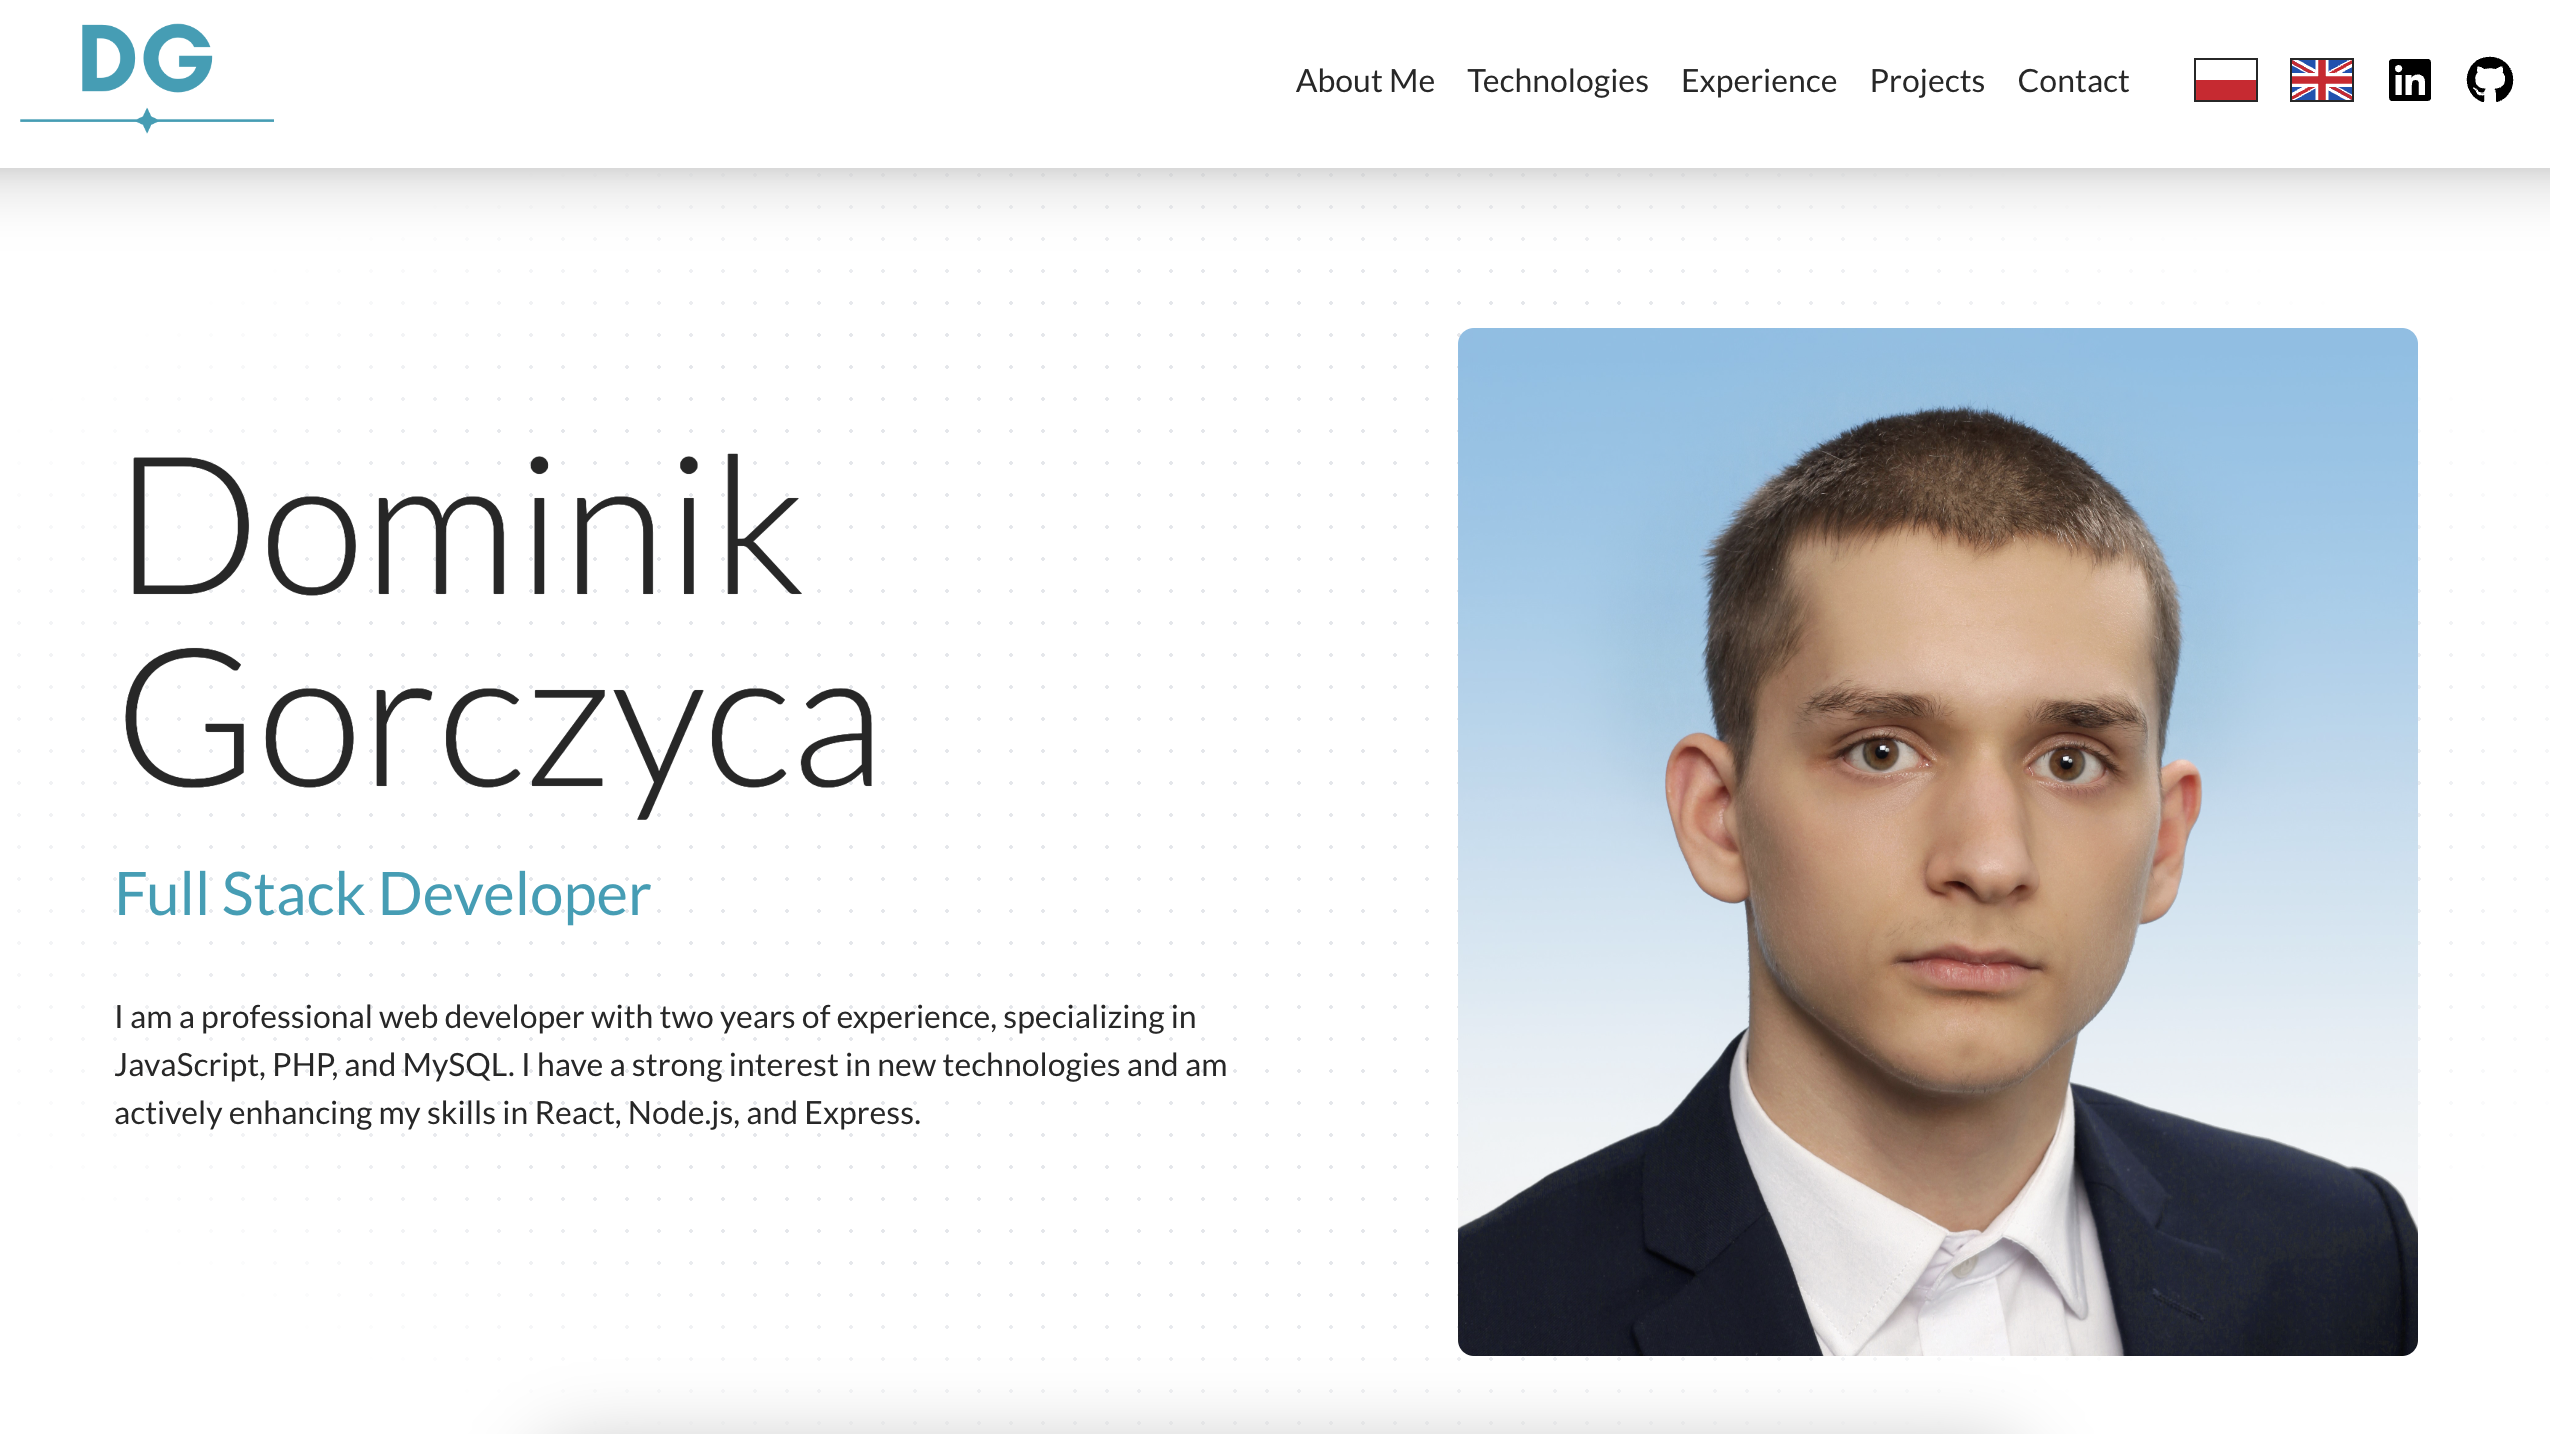 DG
About Me Technologies Experience Projects Contact
in
Dominik
Gorczyca
Full Stack Developer
I am a professional web developer with two years of experience, specializing in
JavaScript, PHP, and MySQL. I have a strong interest in new technologies and am
actively enhancing my skills in React, Node.js, and Express.